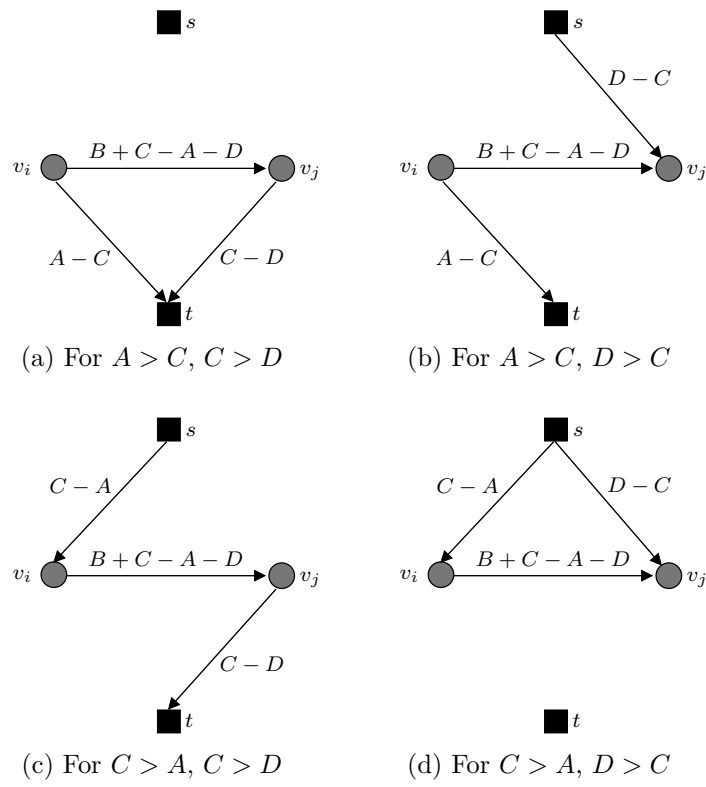 s
B + C − A − D
v_i
v_j
A − C
C − D
t
(a) For A > C, C > D
s
D − C
B + C − A − D
v_i
v_j
A − C
t
(b) For A > C, D > C
s
C − A
B + C − A − D
v_i
v_j
C − D
t
(c) For C > A, C > D
s
C − A
D − C
B + C − A − D
v_i
v_j
t
(d) For C > A, D > C